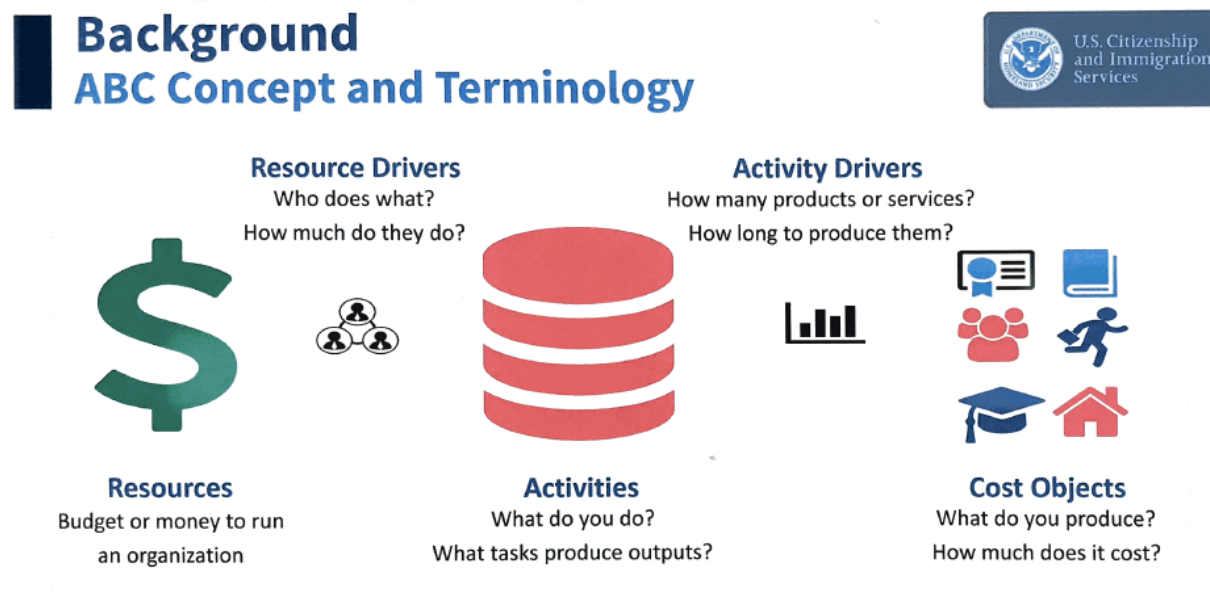 Background
ABC Concept and Terminology
U.S. Citizenship
and Immigration
Services
Resource Drivers
Who does what?
How much do they do?
Activity Drivers
How many products or services?
How long to produce them?
Resources
Budget or money to run
an organization
Activities
What do you do?
What tasks produce outputs?
Cost Objects
What do you produce?
How much does it cost?